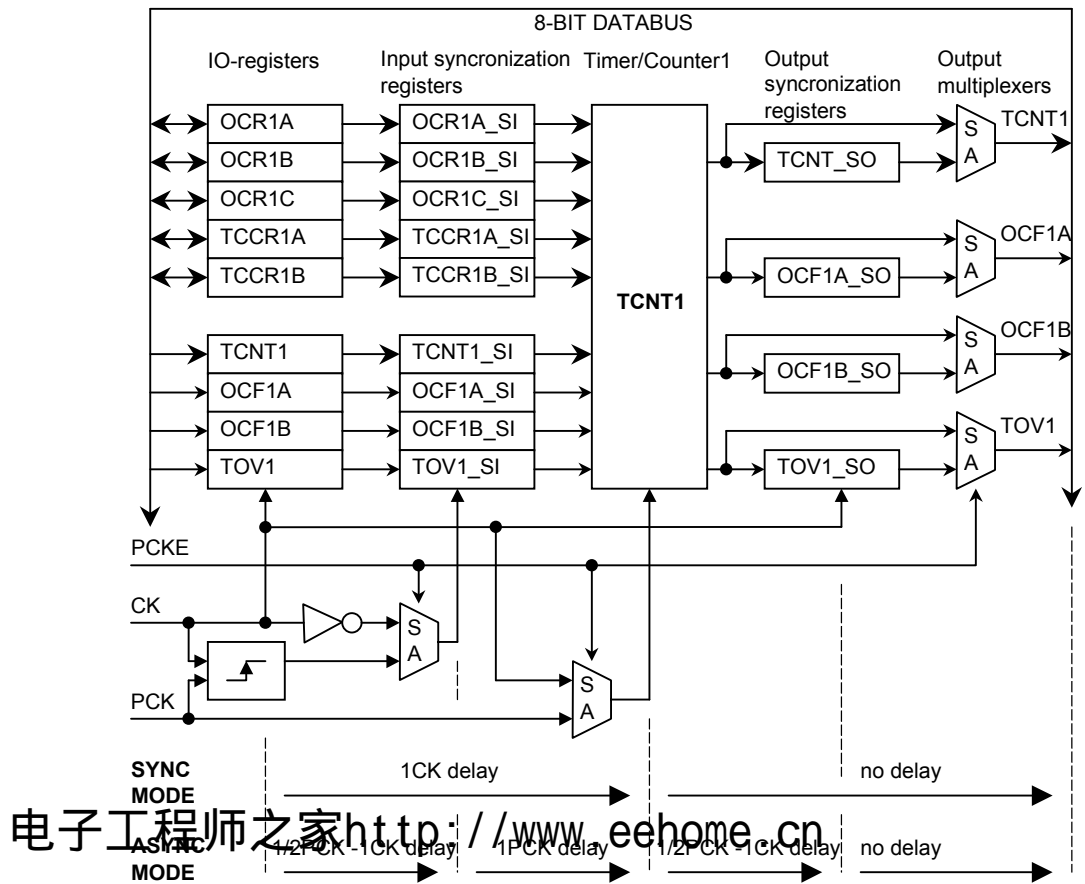 8-BIT DATABUS
IO-registers
Input syncronization
registers
Timer/Counter1
Output
syncronization
registers
Output
multiplexers
OCR1A
OCR1A_SI
OCR1B
OCR1B_SI
OCR1C
OCR1C_SI
TCCR1A
TCCR1A_SI
TCCR1B
TCCR1B_SI
TCNT1
TCNT1_SI
OCF1A
OCF1A_SI
OCF1B
OCF1B_SI
TOV1
TOV1_SI
TCNT1
TCNT_SO
S
A
TCNT1
OCF1A_SO
S
A
OCF1A
OCF1B_SO
S
A
OCF1B
TOV1_SO
S
A
TOV1
PCKE
CK
S
A
PCK
S
A
SYNC
MODE
1CK delay
no delay
电子工程师之家http://www.eehome.cn
ASYNC
MODE
1/2PCK -1CK delay
1PCK delay
1/2PCK -1CK delay
no delay